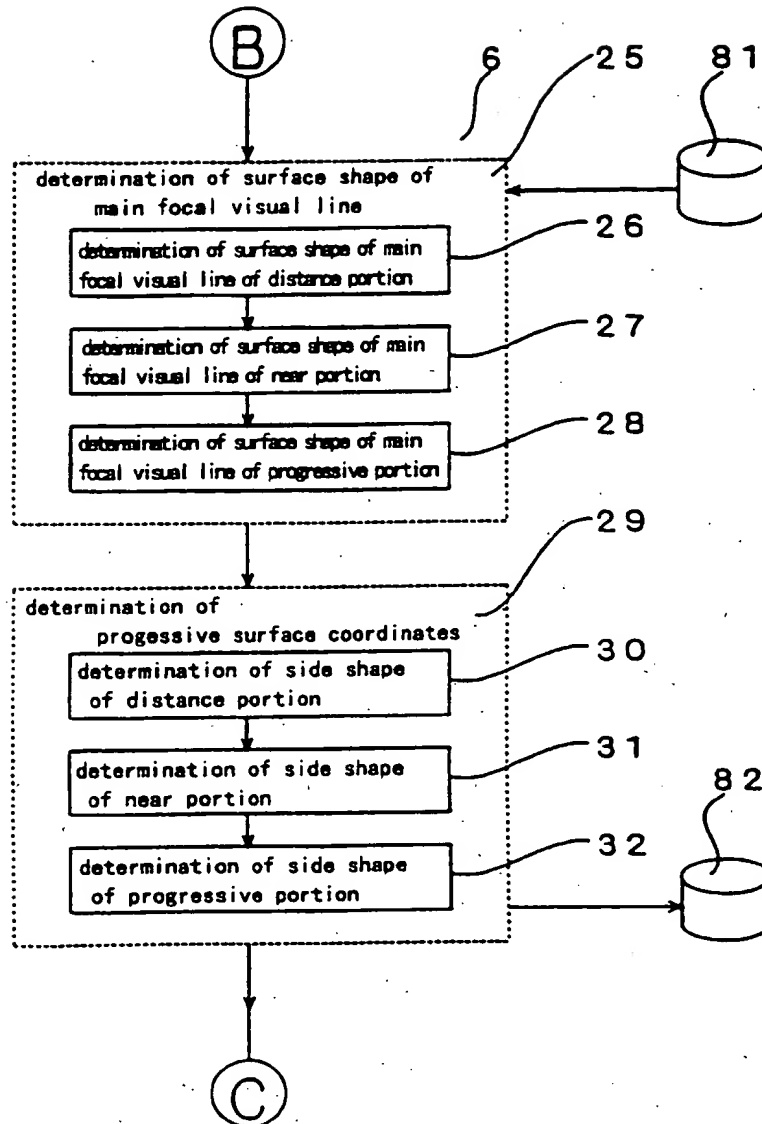 B
6 25 81
determination of surface shape of
main focal visual line
26
determination of surface shape of main
focal visual line of distance portion
27
determination of surface shape of main
focal visual line of near portion
28
determination of surface shape of main
focal visual line of progressive portion
29
determination of
progessive surface coordinates
30
determination of side shape
of distance portion
31
determination of side shape
of near portion
82
32
determination of side shape
of progressive portion
C